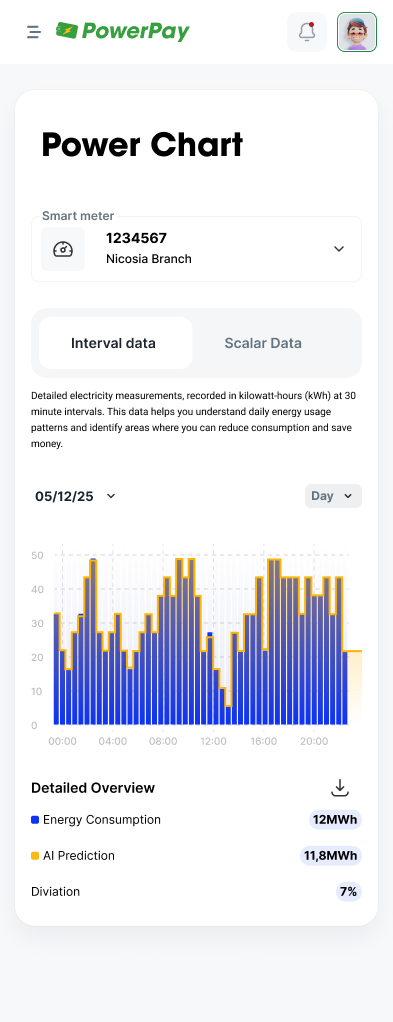 PowerPay
Power Chart
Smart meter
1234567
Nicosia Branch
Interval data
Scalar Data
Detailed electricity measurements, recorded in kilowatt-hours (kWh) at 30
minute intervals. This data helps you understand daily energy usage
patterns and identify areas where you can reduce consumption and save
money.
05/12/25
Day
50
40
30
20
10
0
00:00 04:00 08:00 12:00 16:00 20:00
Detailed Overview
Energy Consumption
12MWh
AI Prediction
11,8MWh
Diviation
7%